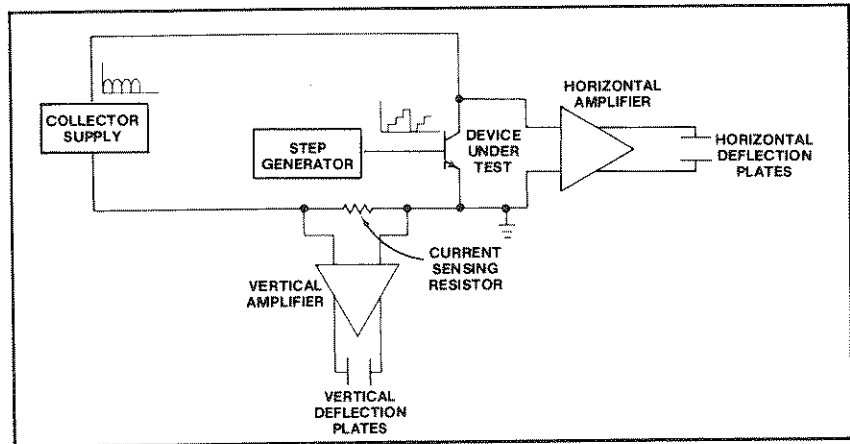 COLLECTOR
SUPPLY
STEP
GENERATOR
DEVICE
UNDER
TEST
HORIZONTAL
AMPLIFIER
HORIZONTAL
DEFLECTION
PLATES
CURRENT
SENSING
RESISTOR
VERTICAL
AMPLIFIER
VERTICAL
DEFLECTION
PLATES